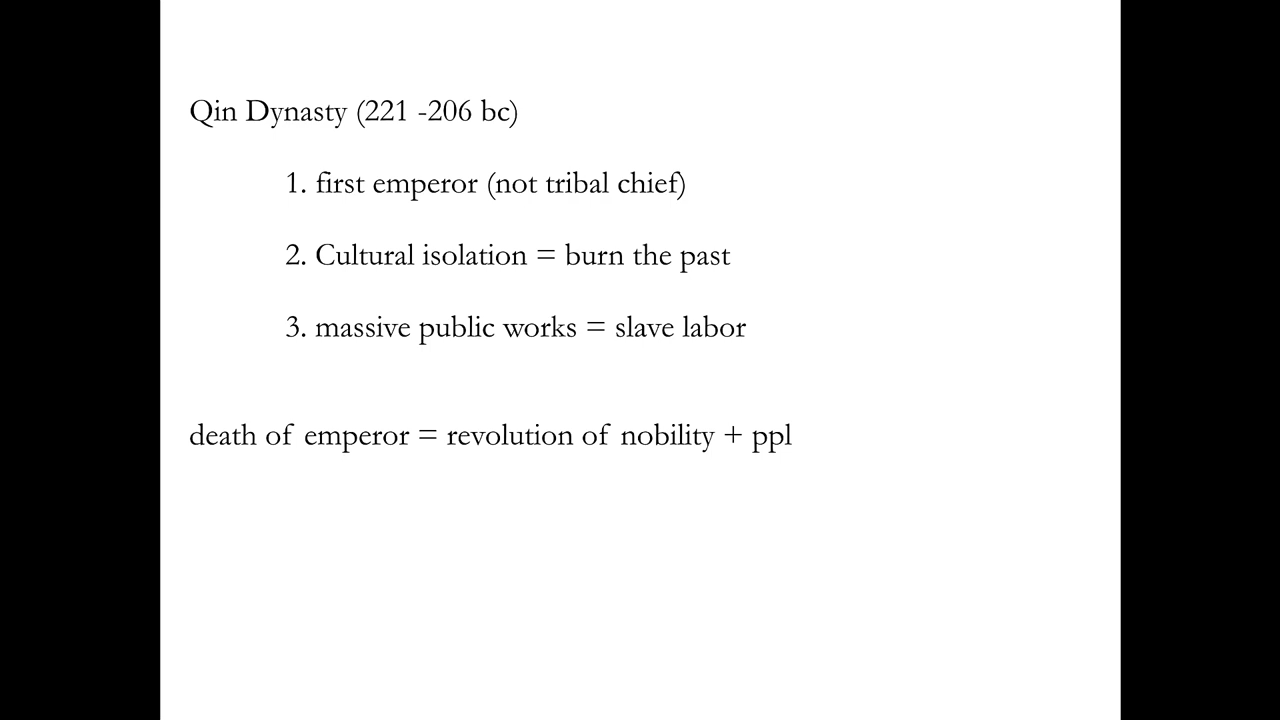 Qin Dynasty (221 -206 bc)
1. first emperor (not tribal chief)
2. Cultural isolation = burn the past
3. massive public works = slave labor
death of emperor = revolution of nobility + ppl